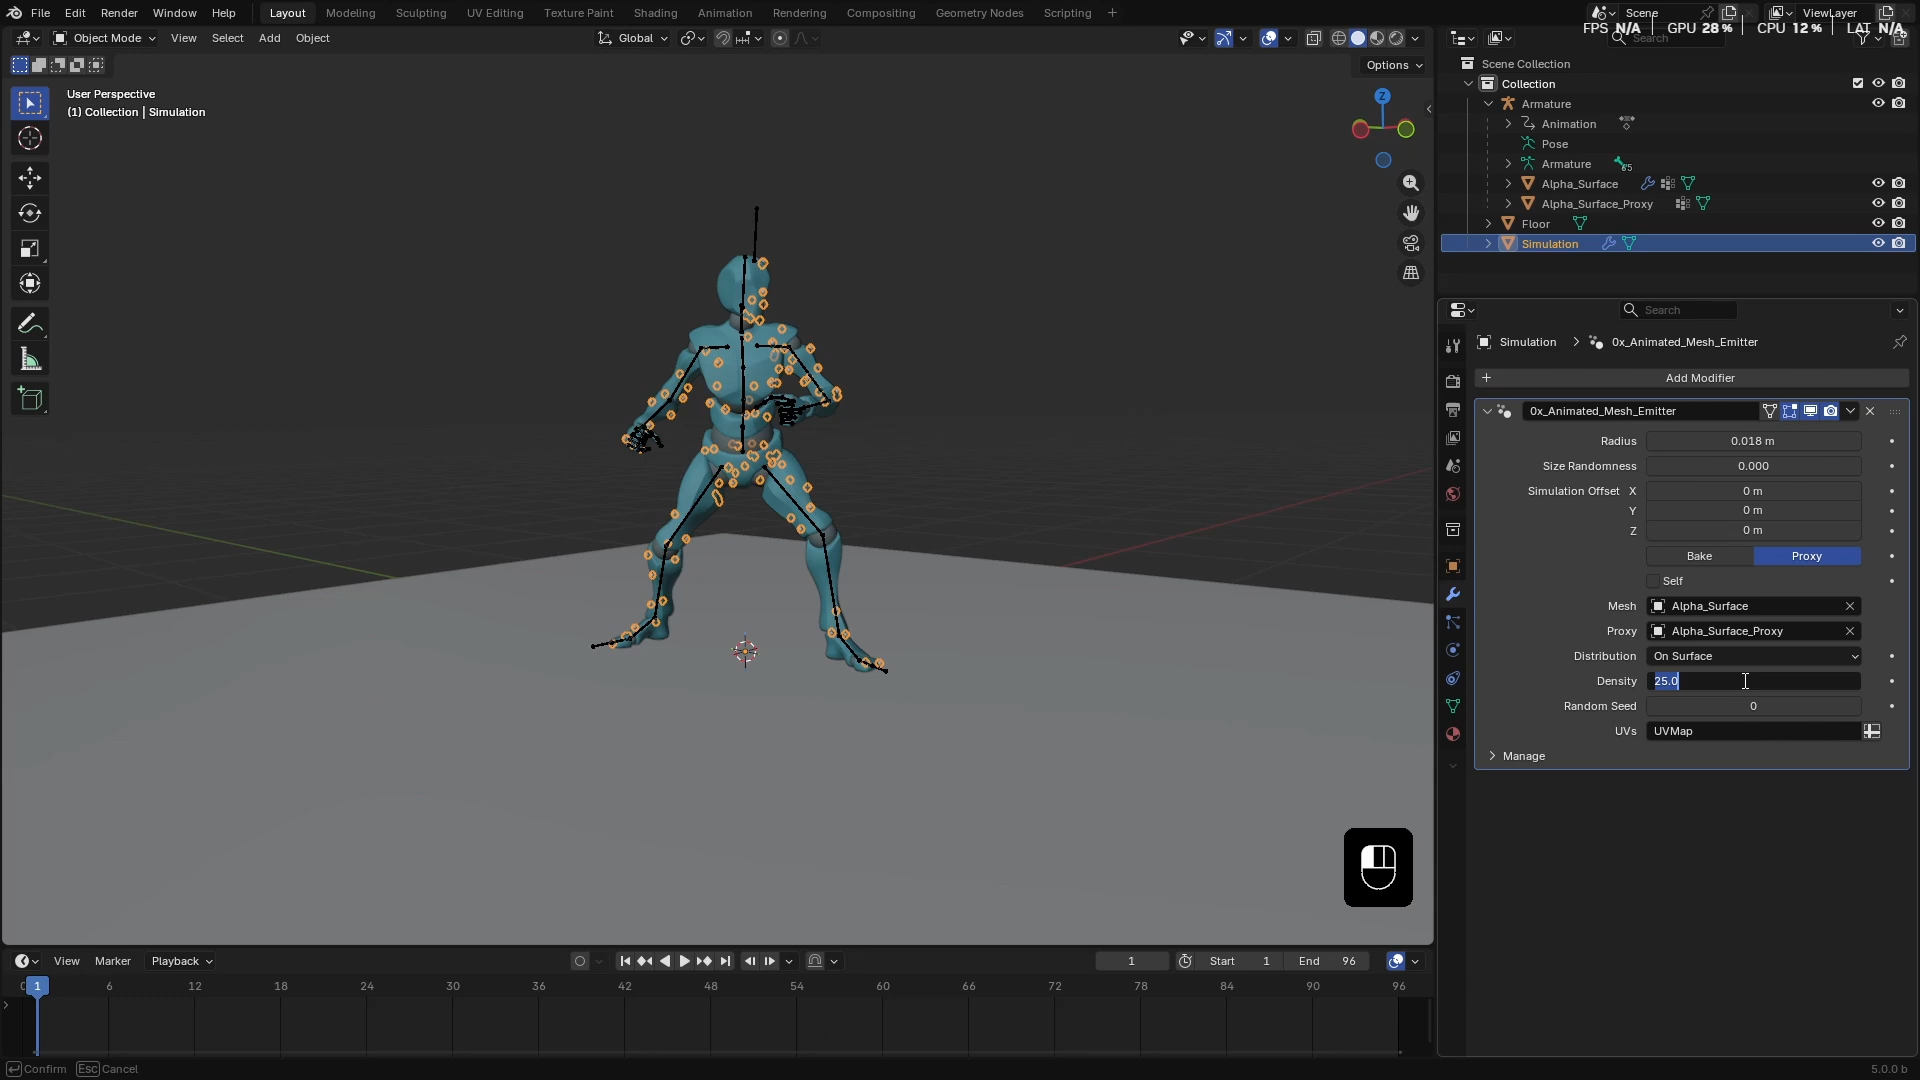 File Edit Render Window Help Layout Modeling Sculpting UV Editing Texture Paint Shading Animation Rendering Compositing Geometry Nodes Scripting + Scene ViewLayer
FPS N/A GPU 28 % CPU 12 % LAT N/A
Object Mode View Select Add Object Global Search
Options
User Perspective
(1) Collection | Simulation
Z
Scene Collection
Collection
Armature
Animation
Pose
Armature 65
Alpha_Surface
Alpha_Surface_Proxy
Floor
Simulation
Search
Simulation > 0x_Animated_Mesh_Emitter
+ Add Modifier
0x_Animated_Mesh_Emitter
Radius 0.018 m
Size Randomness 0.000
Simulation Offset X 0 m
Y 0 m
Z 0 m
Bake Proxy
Self
Mesh Alpha_Surface
Proxy Alpha_Surface_Proxy
Distribution On Surface
Density 25.0
Random Seed 0
UVs UVMap
Manage
View Marker Playback 1 Start 1 End 96
0 1 6 12 18 24 30 36 42 48 54 60 66 72 78 84 90 96
Confirm Esc Cancel 5.0.0 b